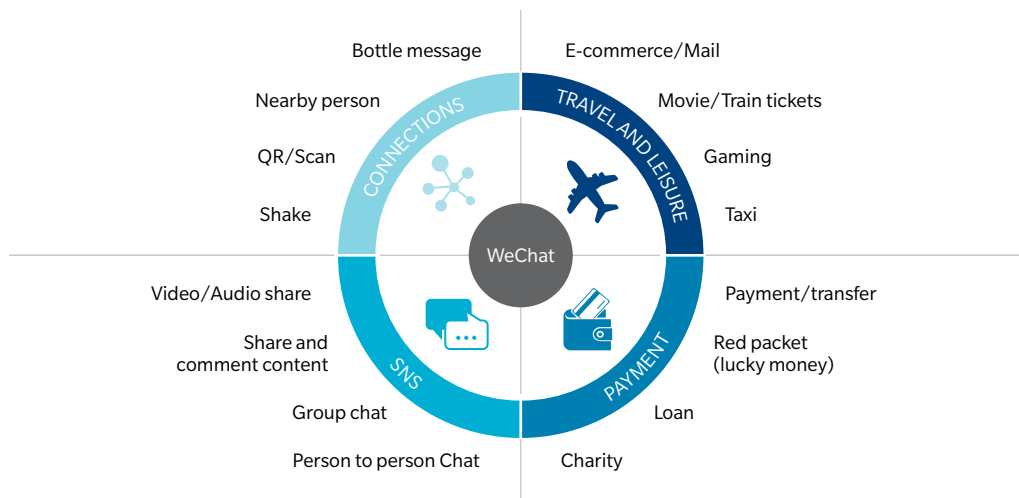 Bottle message
E-commerce/Mail
Nearby person
CONNECTIONS
TRAVEL AND LEISURE
Movie/Train tickets
QR/Scan
Gaming
Shake
Taxi
WeChat
Video/Audio share
Payment/transfer
Share and
comment content
SNS
PAYMENT
Red packet
(lucky money)
Group chat
Loan
Person to person Chat
Charity